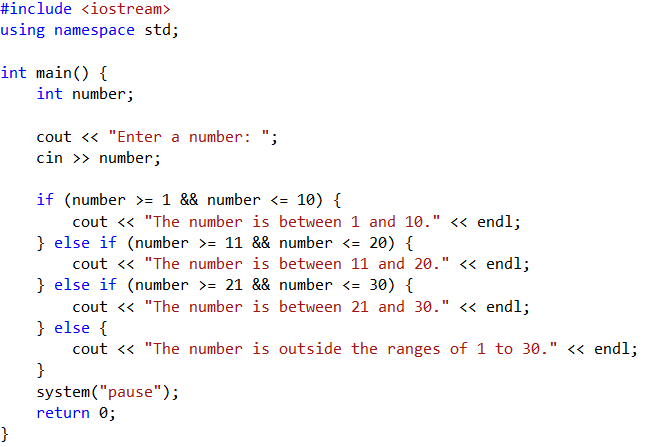 #include <iostream>
using namespace std;

int main() {
    int number;

    cout << "Enter a number: ";
    cin >> number;

    if (number >= 1 && number <= 10) {
        cout << "The number is between 1 and 10." << endl;
    } else if (number >= 11 && number <= 20) {
        cout << "The number is between 11 and 20." << endl;
    } else if (number >= 21 && number <= 30) {
        cout << "The number is between 21 and 30." << endl;
    } else {
        cout << "The number is outside the ranges of 1 to 30." << endl;
    }
    system("pause");
    return 0;
}